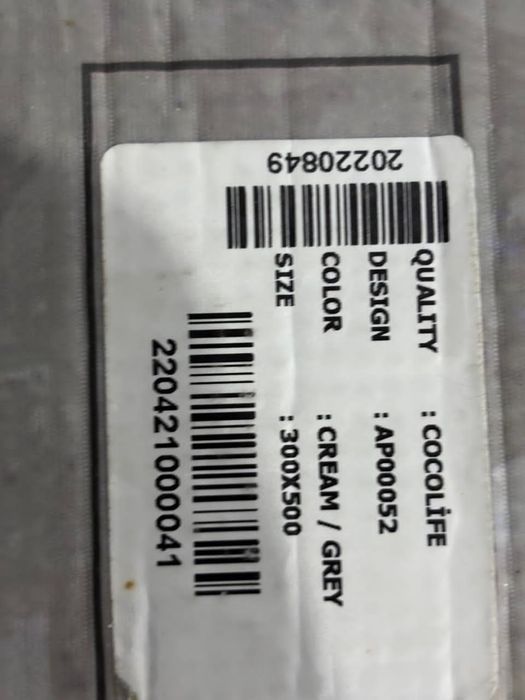 20220849
QUALITY : COCOLİFE
DESIGN : AP00052
COLOR : CREAM / GREY
SIZE : 300X500
220421000041